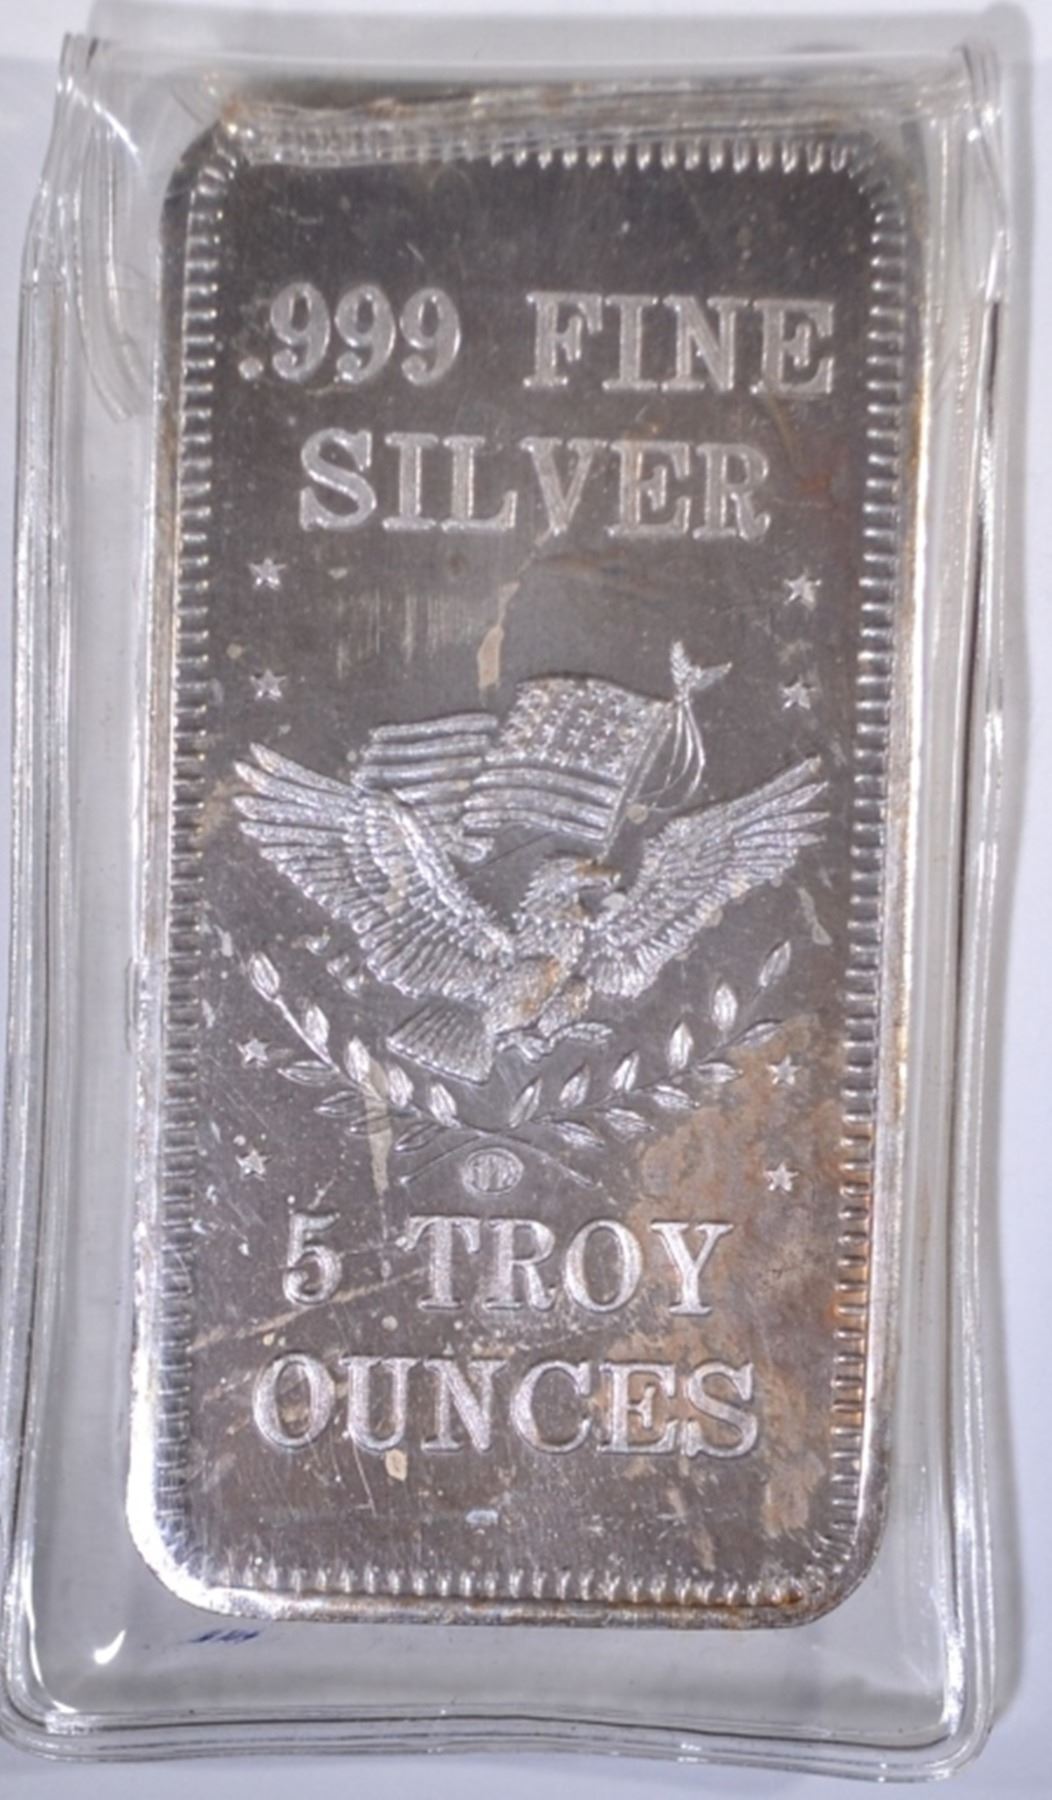 .999 FINE
SILVER
5 TROY
OUNCES